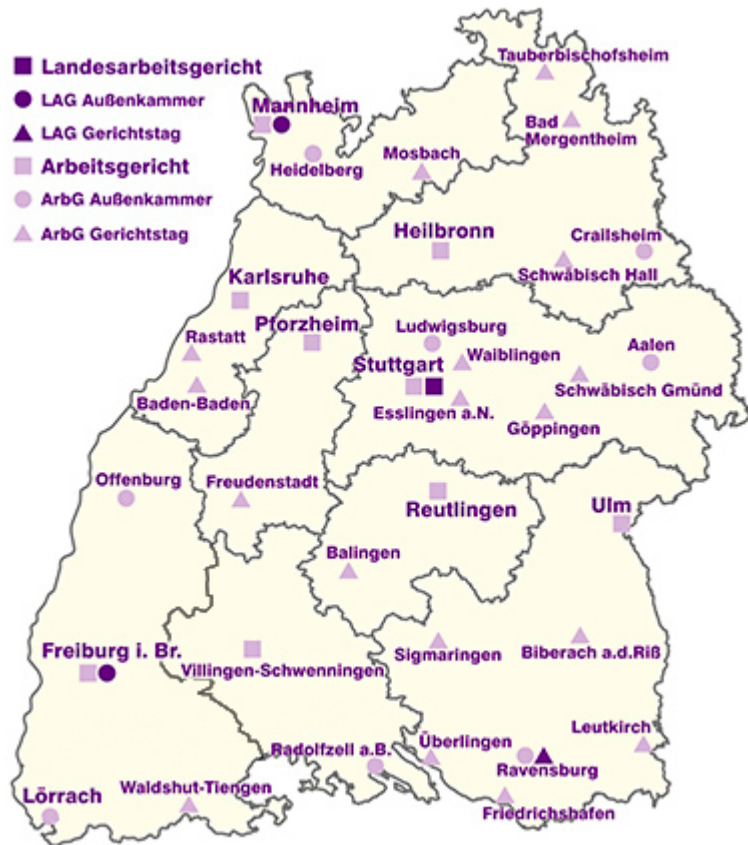 Landesarbeitsgericht
LAG Außenkammer
LAG Gerichtstag
Arbeitsgericht
ArbG Außenkammer
ArbG Gerichtstag
Tauberbischofsheim
Mannheim
Bad
Mergentheim
Mosbach
Heidelberg
Heilbronn
Crailsheim
Schwäbisch Hall
Karlsruhe
Pforzheim
Ludwigsburg
Rastatt
Waiblingen
Aalen
Stuttgart
Baden-Baden
Esslingen a.N.
Schwäbisch Gmünd
Göppingen
Offenburg
Freudenstadt
Reutlingen
Ulm
Balingen
Freiburg i. Br.
Villingen-Schwenningen
Sigmaringen
Biberach a.d.Riß
Leutkirch
Radolfzell a.B.
Überlingen
Ravensburg
Lörrach
Waldshut-Tiengen
Friedrichshafen